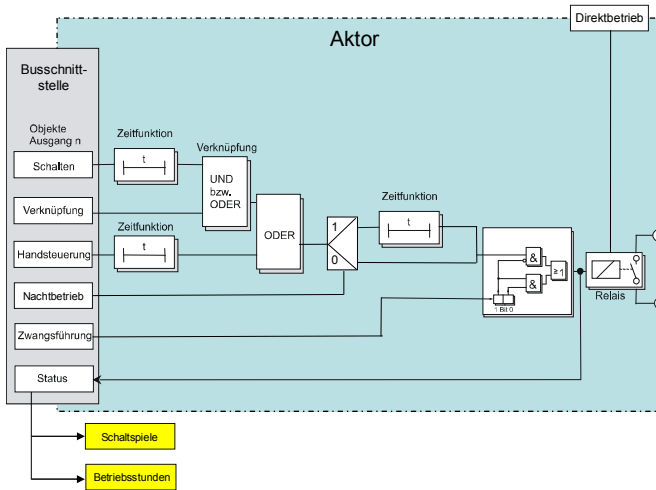 Direktbetrieb
Aktor
Busschnitt-
stelle
Objekte
Ausgang n
Zeitfunktion
Verknüpfung
Schalten
t
UND
bzw.
ODER
Verknüpfung
Zeitfunktion
ODER
1
0
Zeitfunktion
t
Handsteuerung
t
&
&
≥1
1 Bit 0
Relais
Nachtbetrieb
Zwangsführung
Status
Schaltspiele
Betriebsstunden